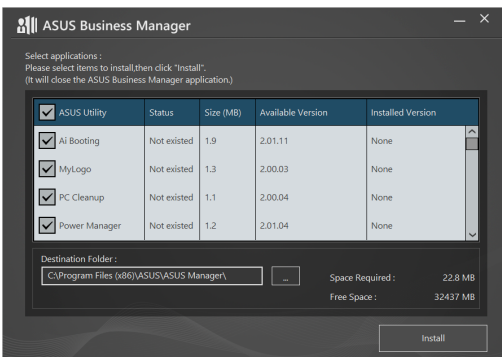 ASUS Business Manager
Select applications :
Please select items to install,then click "Install".
(It will close the ASUS Business Manager application.)
ASUS Utility Status Size (MB) Available Version Installed Version
Ai Booting Not existed 1.9 2.01.11 None
MyLogo Not existed 1.3 2.00.03 None
PC Cleanup Not existed 1.1 2.00.04 None
Power Manager Not existed 1.2 2.01.04 None
Destination Folder :
C:\Program Files (x86)\ASUS\ASUS Manager\ ...
Space Required : 22.8 MB
Free Space : 32437 MB
Install